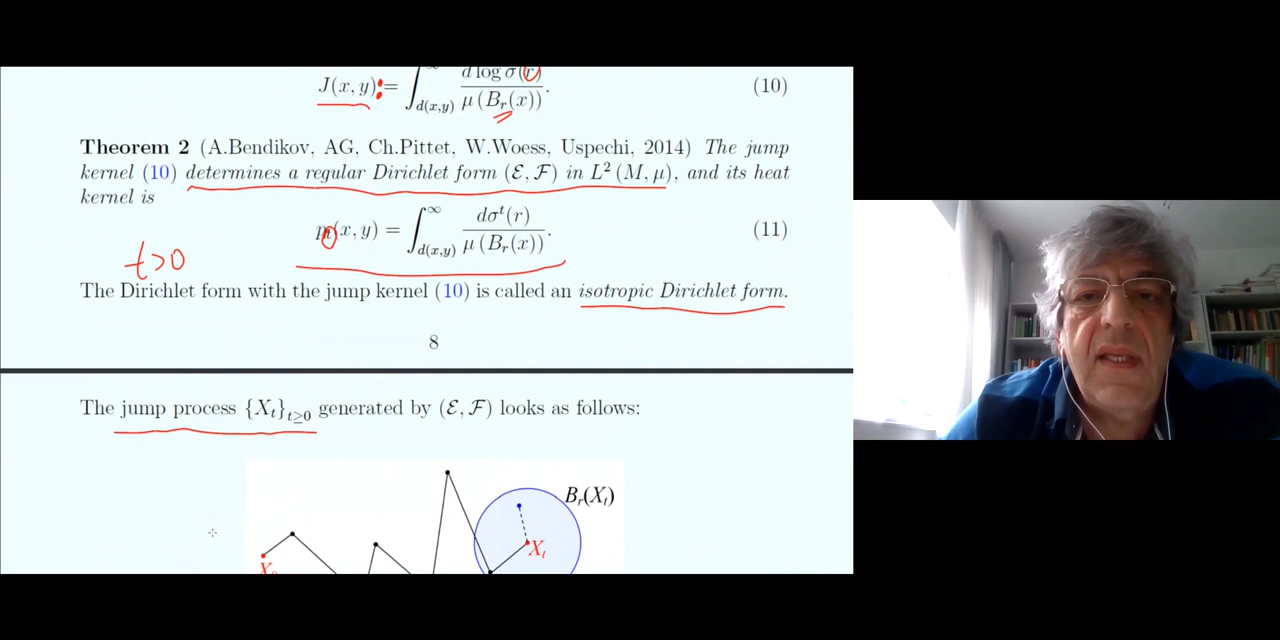 J(x, y) := ∫_{d(x,y)}^∞ d log σ(r) / μ(B_r(x)). (10)
Theorem 2 (A.Bendikov, AG, Ch.Pittet, W.Woess, Uspechi, 2014) The jump
kernel (10) determines a regular Dirichlet form (ℰ, ℱ) in L² (M, μ), and its heat
kernel is
p_t(x, y) = ∫_{d(x,y)}^∞ dσ^t(r) / μ(B_r(x)). (11)
t>0
The Dirichlet form with the jump kernel (10) is called an isotropic Dirichlet form.
8
The jump process {X_t}_{t≥0} generated by (ℰ, ℱ) looks as follows:
B_r(X_t)
X_t